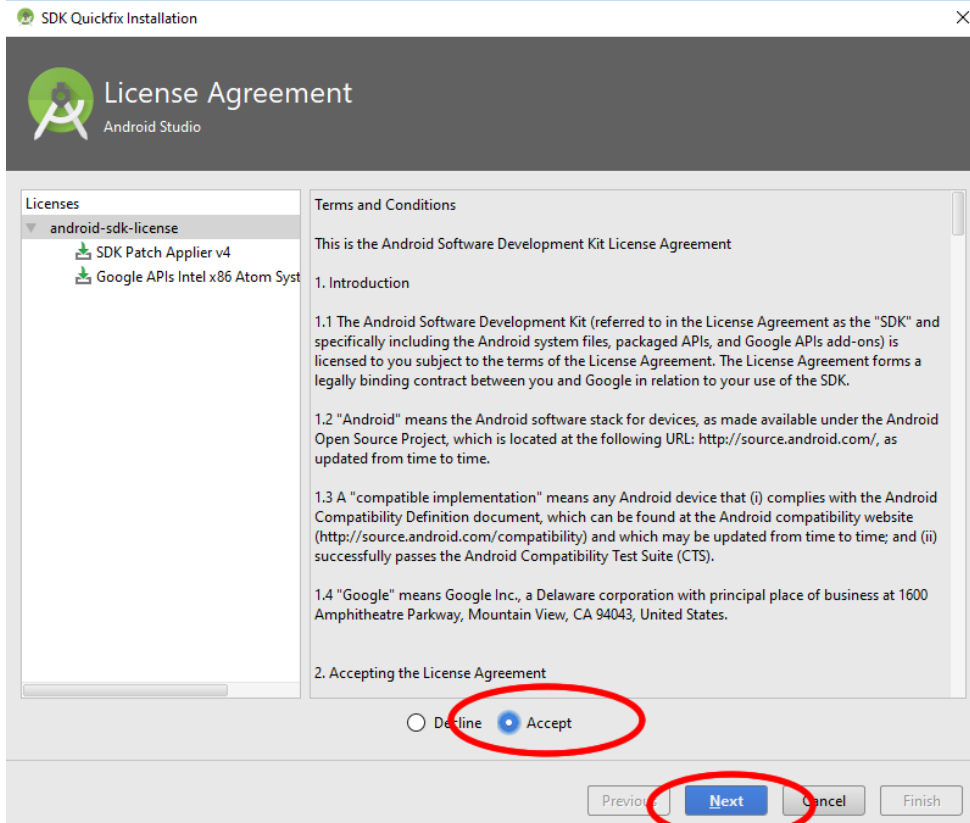 SDK Quickfix Installation
License Agreement
Android Studio
Licenses
android-sdk-license
SDK Patch Applier v4
Google APIs Intel x86 Atom Syst
Terms and Conditions
This is the Android Software Development Kit License Agreement
1. Introduction
1.1 The Android Software Development Kit (referred to in the License Agreement as the "SDK" and
specifically including the Android system files, packaged APIs, and Google APIs add-ons) is
licensed to you subject to the terms of the License Agreement. The License Agreement forms a
legally binding contract between you and Google in relation to your use of the SDK.
1.2 "Android" means the Android software stack for devices, as made available under the Android
Open Source Project, which is located at the following URL: http://source.android.com/, as
updated from time to time.
1.3 A "compatible implementation" means any Android device that (i) complies with the Android
Compatibility Definition document, which can be found at the Android compatibility website
(http://source.android.com/compatibility) and which may be updated from time to time; and (ii)
successfully passes the Android Compatibility Test Suite (CTS).
1.4 "Google" means Google Inc., a Delaware corporation with principal place of business at 1600
Amphitheatre Parkway, Mountain View, CA 94043, United States.
2. Accepting the License Agreement
Decline Accept
Previous Next Cancel Finish